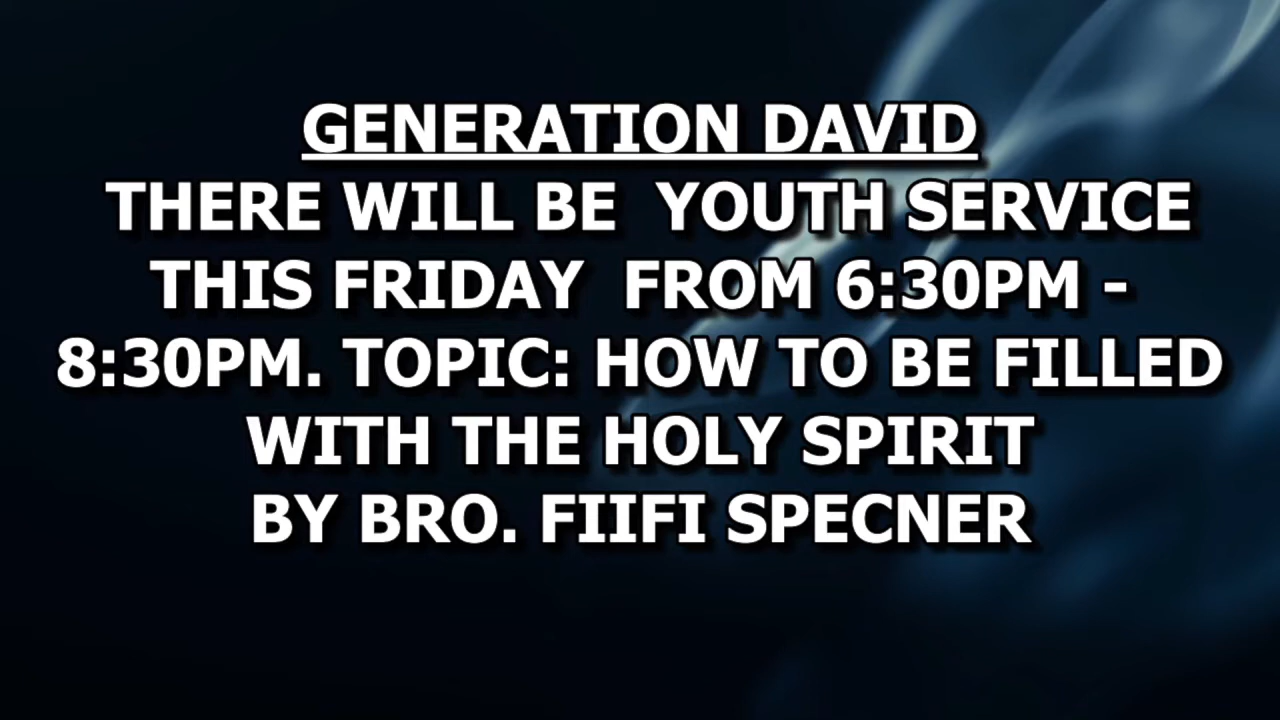 GENERATION DAVID
THERE WILL BE  YOUTH SERVICE
THIS FRIDAY  FROM 6:30PM -
8:30PM. TOPIC: HOW TO BE FILLED
WITH THE HOLY SPIRIT
BY BRO. FIIFI SPECNER